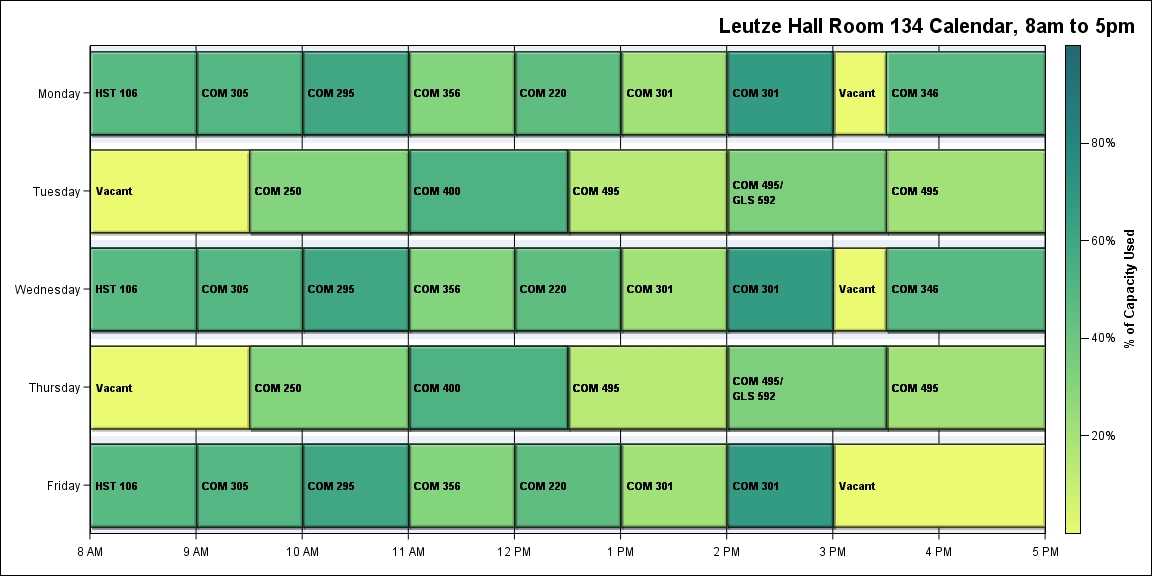 Leutze Hall Room 134 Calendar, 8am to 5pm
Monday
HST 106
COM 305
COM 295
COM 356
COM 220
COM 301
COM 301
Vacant
COM 346
Tuesday
Vacant
COM 250
COM 400
COM 495
COM 495/
GLS 592
COM 495
Wednesday
HST 106
COM 305
COM 295
COM 356
COM 220
COM 301
COM 301
Vacant
COM 346
Thursday
Vacant
COM 250
COM 400
COM 495
COM 495/
GLS 592
COM 495
Friday
HST 106
COM 305
COM 295
COM 356
COM 220
COM 301
COM 301
Vacant
8 AM
9 AM
10 AM
11 AM
12 PM
1 PM
2 PM
3 PM
4 PM
5 PM
80%
60%
40%
20%
% of Capacity Used